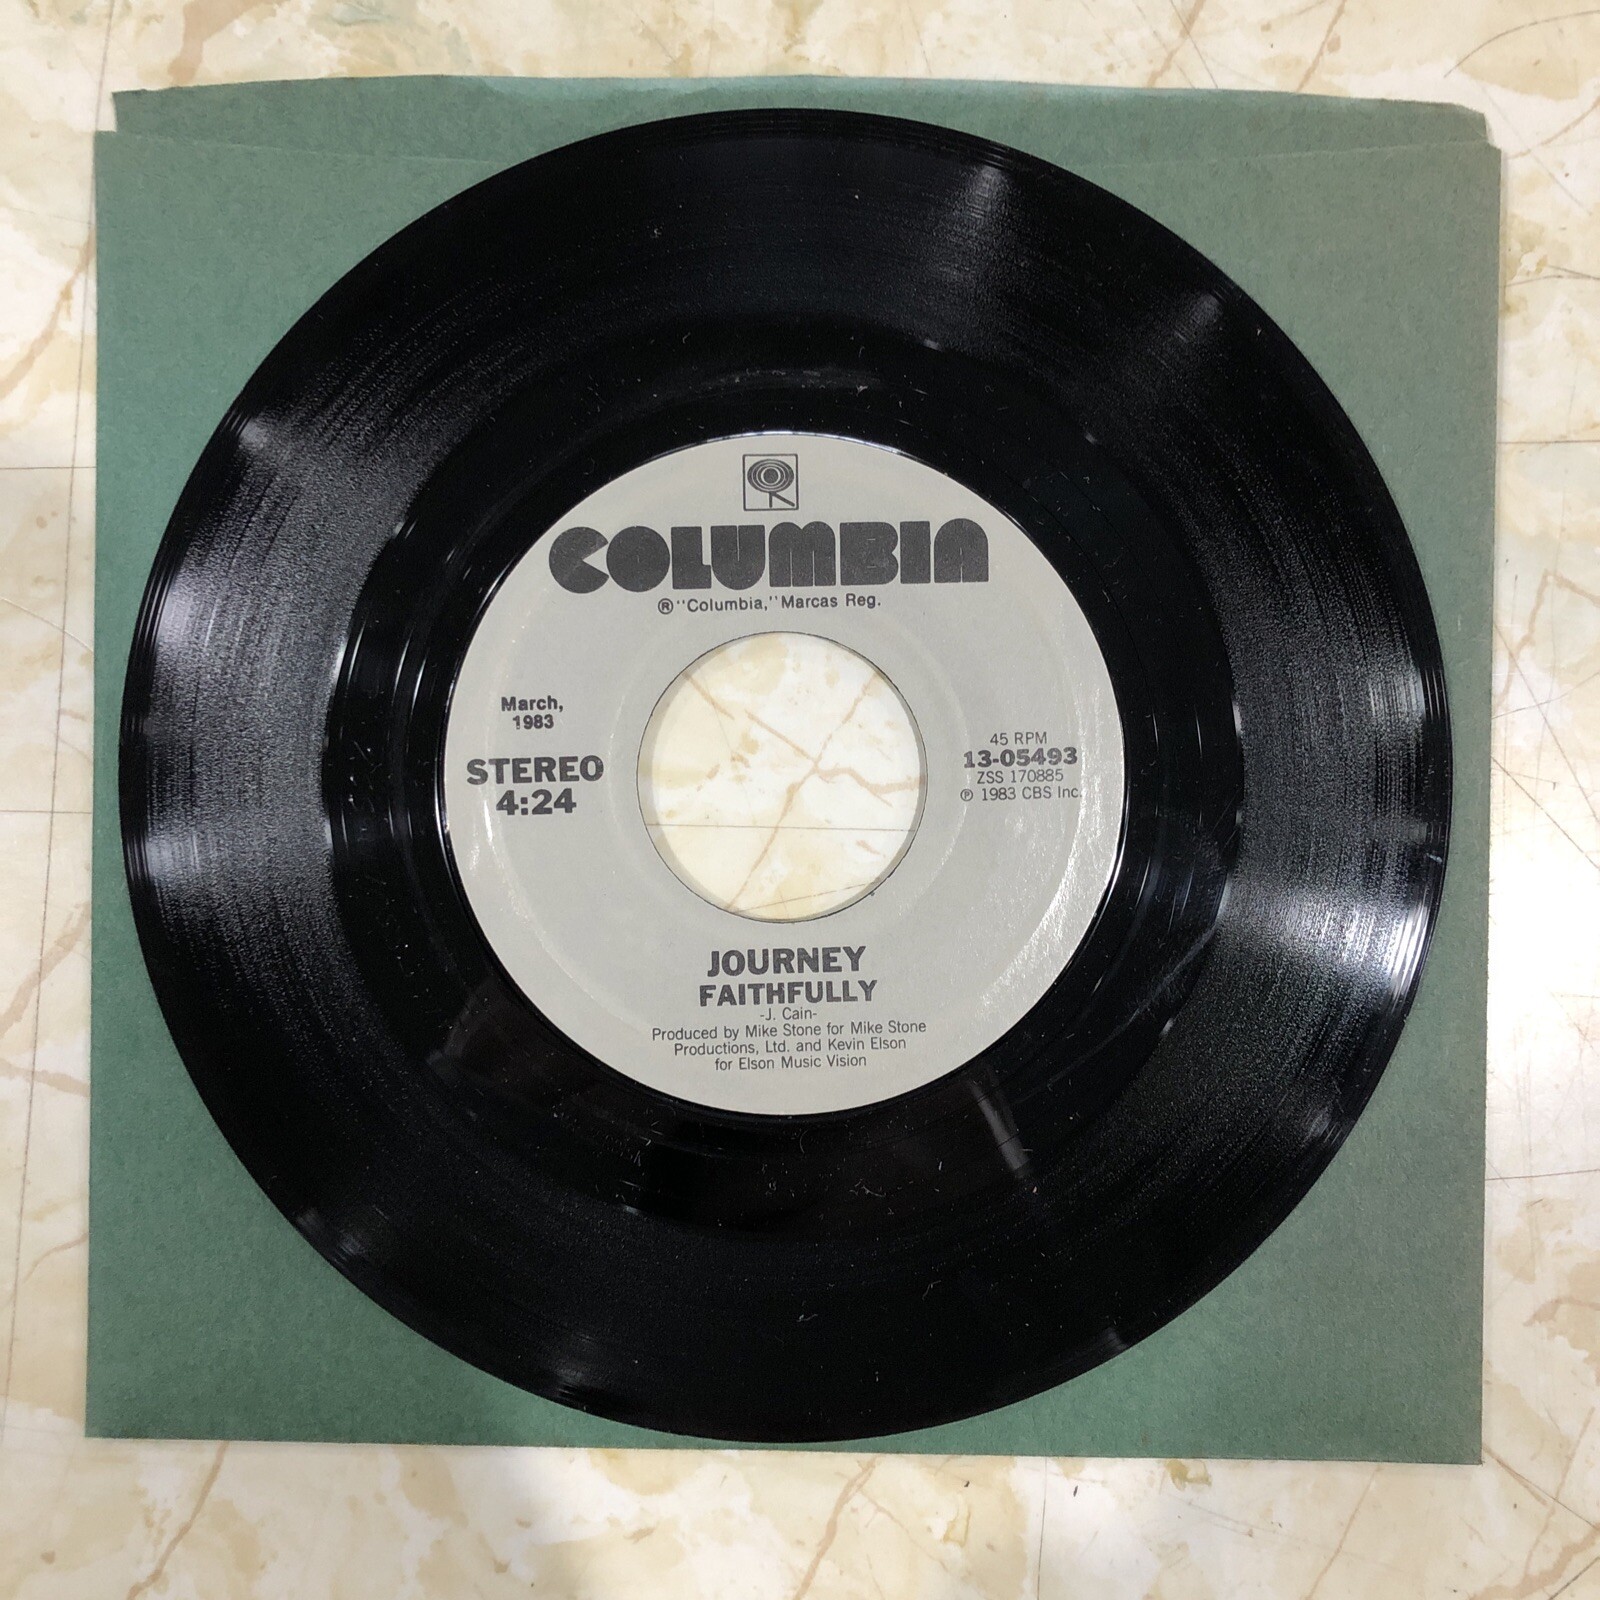 COLUMBIA
®"Columbia," Marcas Reg.
March,
1983
STEREO
4:24
45 RPM
13-05493
ZSS 170885
℗ 1983 CBS Inc.
JOURNEY
FAITHFULLY
-J. Cain-
Produced by Mike Stone for Mike Stone
Productions, Ltd. and Kevin Elson
for Elson Music Vision